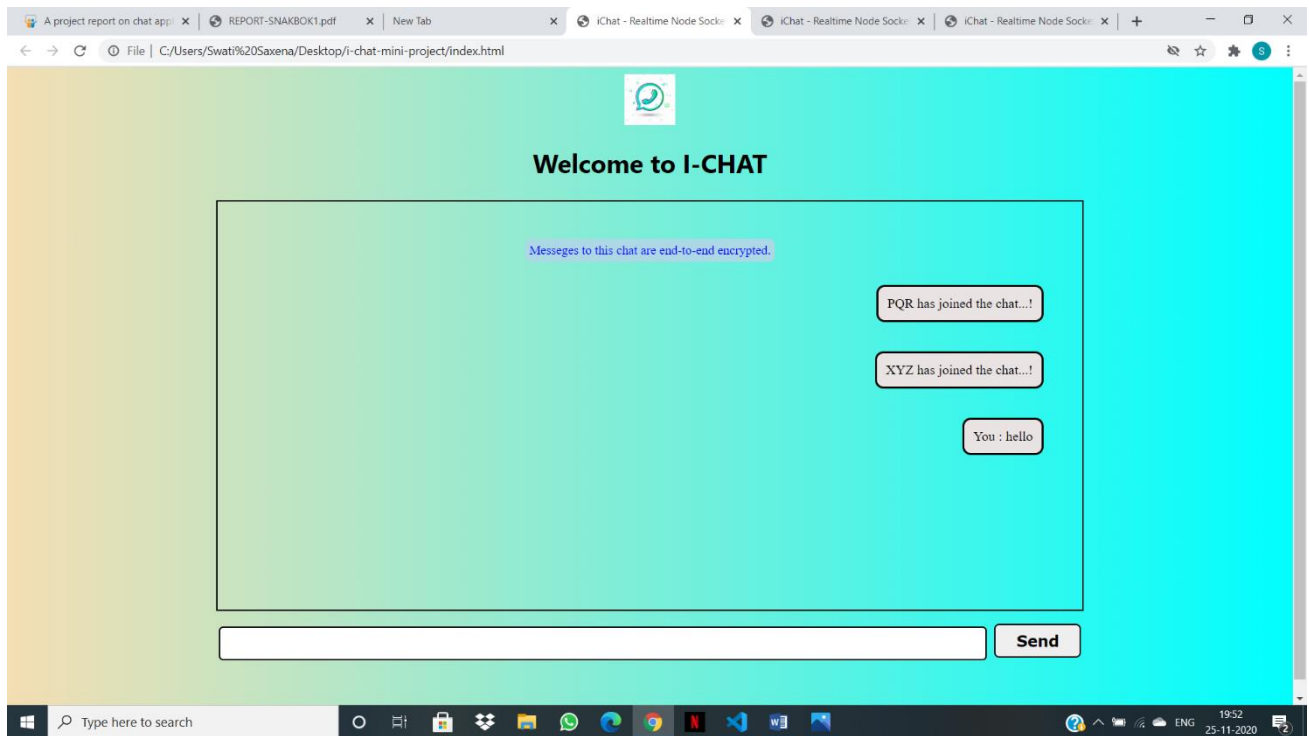 A project report on chat appl
REPORT-SNAKBOK1.pdf
New Tab
iChat - Realtime Node Socke
iChat - Realtime Node Socke
iChat - Realtime Node Socke
File | C:/Users/Swati%20Saxena/Desktop/i-chat-mini-project/index.html
S
Welcome to I-CHAT
Messeges to this chat are end-to-end encrypted.
PQR has joined the chat...!
XYZ has joined the chat...!
You : hello
Send
Type here to search
ENG
19:52
25-11-2020
2